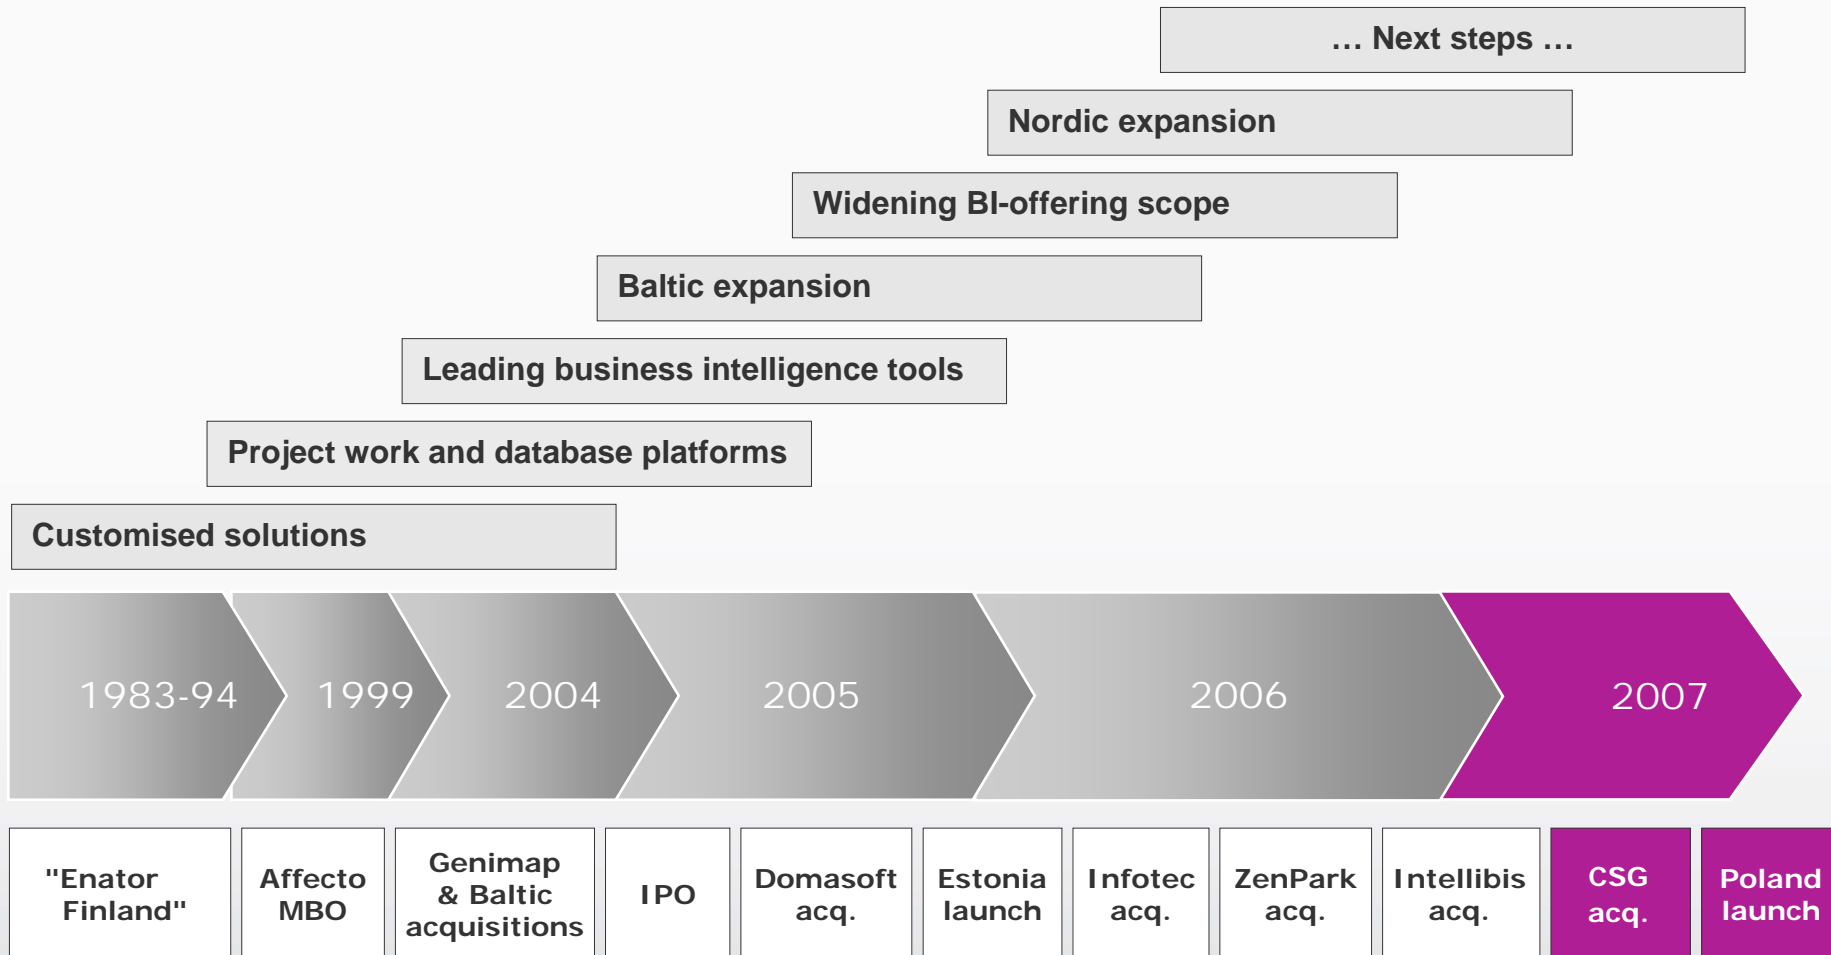 … Next steps …
Nordic expansion
Widening BI-offering scope
Baltic expansion
Leading business intelligence tools
Project work and database platforms
Customised solutions
1983-94
1999
2004
2005
2006
2007
"Enator
Finland"
Affecto
MBO
Genimap
& Baltic
acquisitions
IPO
Domasoft
acq.
Estonia
launch
Infotec
acq.
ZenPark
acq.
Intellibis
acq.
CSG
acq.
Poland
launch